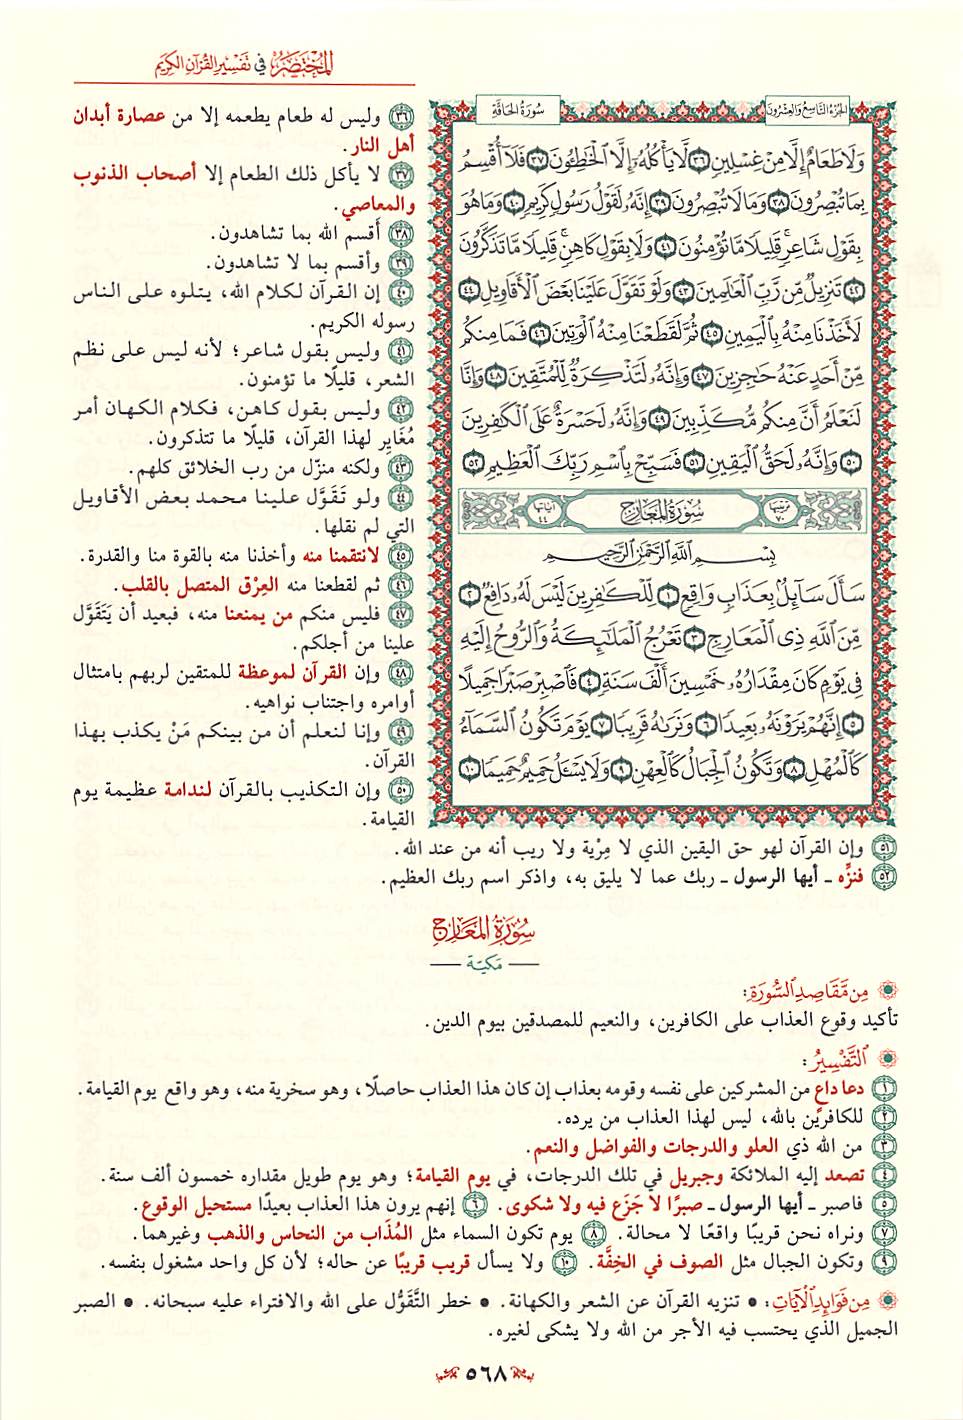 المختصر في تفسير القرآن الكريم
الجزء التاسع والعشرون
سورة الحاقة
وَلَا طَعَامٌ إِلَّا مِنْ غِسْلِينٍ ٣٦ لَّا يَأْكُلُهُۥٓ إِلَّا ٱلْخَٰطِـُٔونَ ٣٧ فَلَآ أُقْسِمُ
بِمَا تُبْصِرُونَ ٣٨ وَمَا لَا تُبْصِرُونَ ٣٩ إِنَّهُۥ لَقَوْلُ رَسُولٍ كَرِيمٍ ٤٠ وَمَا هُوَ
بِقَوْلِ شَاعِرٍ ۚ قَلِيلًا مَّا تُؤْمِنُونَ ٤١ وَلَا بِقَوْلِ كَاهِنٍ ۚ قَلِيلًا مَّا تَذَكَّرُونَ
٤٢ تَنزِيلٌ مِّن رَّبِّ ٱلْعَٰلَمِينَ ٤٣ وَلَوْ تَقَوَّلَ عَلَيْنَا بَعْضَ ٱلْأَقَاوِيلِ ٤٤
لَأَخَذْنَا مِنْهُ بِٱلْيَمِينِ ٤٥ ثُمَّ لَقَطَعْنَا مِنْهُ ٱلْوَتِينَ ٤٦ فَمَا مِنكُم
مِّنْ أَحَدٍ عَنْهُ حَٰجِزِينَ ٤٧ وَإِنَّهُۥ لَتَذْكِرَةٌ لِّلْمُتَّقِينَ ٤٨ وَإِنَّا
لَنَعْلَمُ أَنَّ مِنكُم مُّكَذِّبِينَ ٤٩ وَإِنَّهُۥ لَحَسْرَةٌ عَلَى ٱلْكَٰفِرِينَ
٥٠ وَإِنَّهُۥ لَحَقُّ ٱلْيَقِينِ ٥١ فَسَبِّحْ بِٱسْمِ رَبِّكَ ٱلْعَظِيمِ ٥٢
ترتيبها ٧٠ سورة المعارج آياتها ٤٤
بِسْمِ ٱللَّهِ ٱلرَّحْمَٰنِ ٱلرَّحِيمِ
سَأَلَ سَآئِلٌۢ بِعَذَابٍ وَاقِعٍ ١ لِّلْكَٰفِرِينَ لَيْسَ لَهُۥ دَافِعٌ ٢
مِّنَ ٱللَّهِ ذِى ٱلْمَعَارِجِ ٣ تَعْرُجُ ٱلْمَلَٰٓئِكَةُ وَٱلرُّوحُ إِلَيْهِ
فِى يَوْمٍ كَانَ مِقْدَارُهُۥ خَمْسِينَ أَلْفَ سَنَةٍ ٤ فَٱصْبِرْ صَبْرًا جَمِيلًا
٥ إِنَّهُمْ يَرَوْنَهُۥ بَعِيدًا ٦ وَنَرَىٰهُ قَرِيبًا ٧ يَوْمَ تَكُونُ ٱلسَّمَآءُ
كَٱلْمُهْلِ ٨ وَتَكُونُ ٱلْجِبَالُ كَٱلْعِهْنِ ٩ وَلَا يَسْـَٔلُ حَمِيمٌ حَمِيمًا ١٠
٣٦ وليس له طعام يطعمه إلا من عصارة أبدان
أهل النار.
٣٧ لا يأكل ذلك الطعام إلا أصحاب الذنوب
والمعاصي.
٣٨ أقسم الله بما تشاهدون.
٣٩ وأقسم بما لا تشاهدون.
٤٠ إن القرآن لكلام الله، يتلوه على الناس
رسوله الكريم.
٤١ وليس بقول شاعر؛ لأنه ليس على نظم
الشعر، قليلًا ما تؤمنون.
٤٢ وليس بقول كاهن، فكلام الكهان أمر
مُغَاير لهذا القرآن، قليلًا ما تتذكرون.
٤٣ ولكنه منزّل من رب الخلائق كلهم.
٤٤ ولو تَقَوَّل علينا محمد بعض الأقاويل
التي لم نقلها.
٤٥ لانتقمنا منه وأخذنا منه بالقوة منا والقدرة.
٤٦ ثم لقطعنا منه العِرْق المتصل بالقلب.
٤٧ فليس منكم من يمنعنا منه، فبعيد أن يَتَقَوَّل
علينا من أجلكم.
٤٨ وإن القرآن لموعظة للمتقين لربهم بامتثال
أوامره واجتناب نواهيه.
٤٩ وإنا لنعلم أن من بينكم مَنْ يكذب بهذا
القرآن.
٥٠ وإن التكذيب بالقرآن لندامة عظيمة يوم
القيامة.
٥١ وإن القرآن لهو حق اليقين الذي لا مِرْية ولا ريب أنه من عند الله.
٥٢ فنزِّه ـ أيها الرسول ـ ربك عما لا يليق به، واذكر اسم ربك العظيم.
سورة المعارج
مكية
من مقاصد السورة:
تأكيد وقوع العذاب على الكافرين، والنعيم للمصدقين بيوم الدين.
التفسير:
١ دعا داعٍ من المشركين على نفسه وقومه بعذاب إن كان هذا العذاب حاصلًا، وهو سخرية منه، وهو واقع يوم القيامة.
٢ للكافرين بالله، ليس لهذا العذاب من يرده.
٣ من الله ذي العلو والدرجات والفواضل والنعم.
٤ تصعد إليه الملائكة وجبريل في تلك الدرجات، في يوم القيامة؛ وهو يوم طويل مقداره خمسون ألف سنة.
٥ فاصبر ـ أيها الرسول ـ صبرًا لا جَزَع فيه ولا شكوى. ٦ إنهم يرون هذا العذاب بعيدًا مستحيل الوقوع.
٧ ونراه نحن قريبًا واقعًا لا محالة. ٨ يوم تكون السماء مثل المُذَاب من النحاس والذهب وغيرهما.
٩ وتكون الجبال مثل الصوف في الخِفَّة. ١٠ ولا يسأل قريب قريبًا عن حاله؛ لأن كل واحد مشغول بنفسه.
من فوائد الآيات: • تنزيه القرآن عن الشعر والكهانة. • خطر التَّقَوُّل على الله والافتراء عليه سبحانه. • الصبر
الجميل الذي يحتسب فيه الأجر من الله ولا يشكى لغيره.
٥٦٨